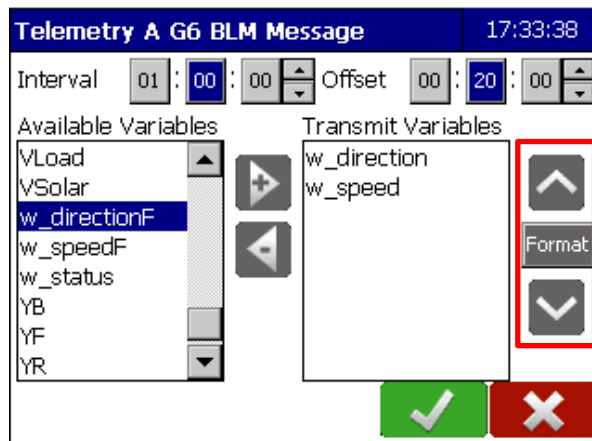 Telemetry A G6 BLM Message 17:33:38
Interval 01 : 00 : 00 Offset 00 : 20 : 00
Available Variables Transmit Variables
VLoad
VSolar
w_directionF
w_speedF
w_status
YB
YF
YR
+
-
w_direction
w_speed
Format